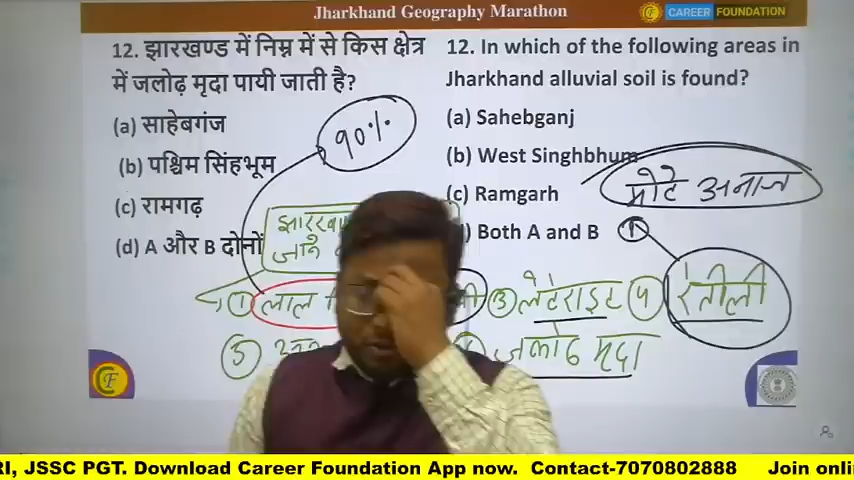 Jharkhand Geography Marathon
CAREER FOUNDATION
12. झारखण्ड में निम्न में से किस क्षेत्र
में जलोढ़ मृदा पायी जाती है?
(a) साहेबगंज
(b) पश्चिम सिंहभूम
(c) रामगढ़
(d) A और B दोनों
12. In which of the following areas in
Jharkhand alluvial soil is found?
(a) Sahebganj
(b) West Singhbhum
(c) Ramgarh
Both A and B
90%
मोटे अनाज
जाने
① लाल
③ लेटेराइट ④ रेतीली
⑤
जलोढ मृदा
CF
RI, JSSC PGT. Download Career Foundation App now. Contact-7070802888 Join onli